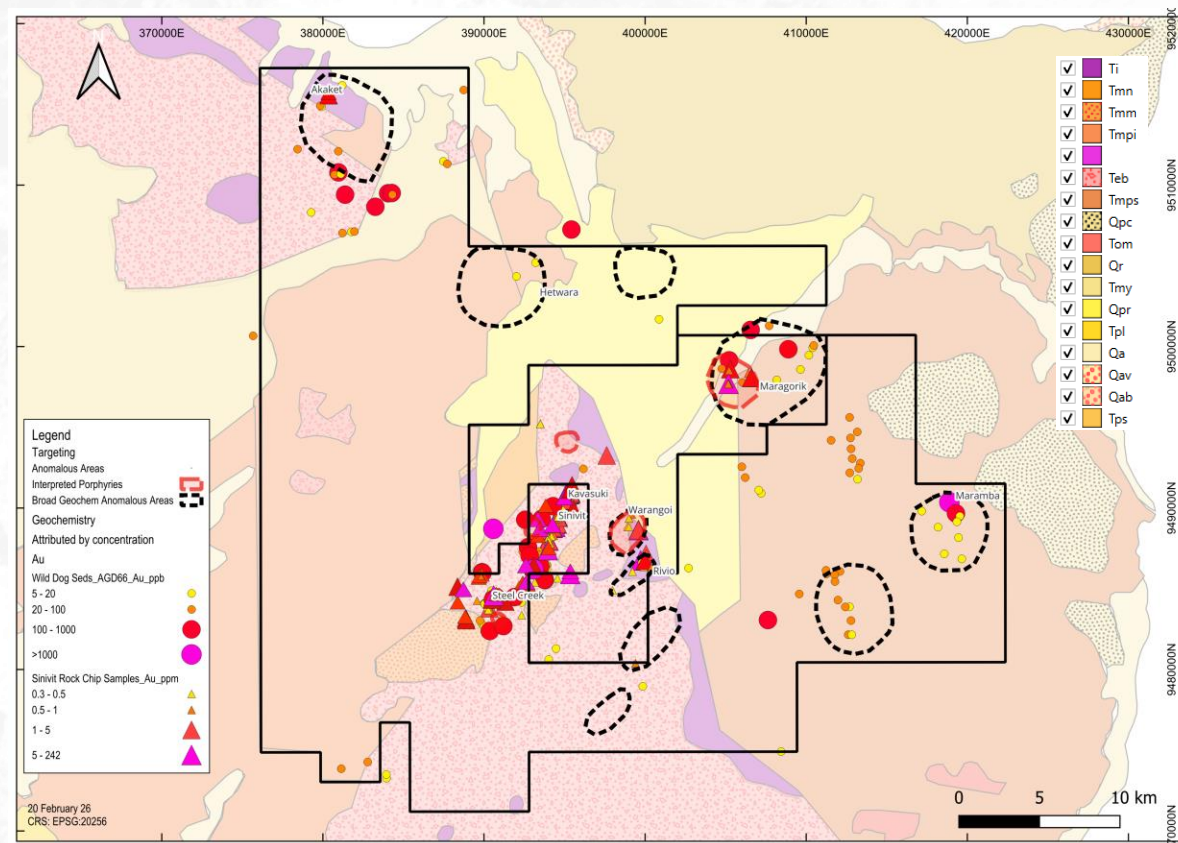 370000E
380000E
390000E
400000E
410000E
420000E
430000E
9520000
N
Akaket
9510000N
Hetwara
9500000N
Maragorik
Kavasuki
Sinivit
Warangoi
Maramba
9490000N
Rivio
Steel Creek
9480000N
70000N
Ti
Tmn
Tmm
Tmpi
Teb
Tmps
Qpc
Tom
Qr
Tmy
Qpr
Tpl
Qa
Qav
Qab
Tps
Legend
Targeting
Anomalous Areas
Interpreted Porphyries
Broad Geochem Anomalous Areas
Geochemistry
Attributed by concentration
Au
Wild Dog Seds_AGD66_Au_ppb
5 - 20
20 - 100
100 - 1000
>1000
Sinivit Rock Chip Samples_Au_ppm
0.3 - 0.5
0.5 - 1
1 - 5
5 - 242
20 February 26
CRS: EPSG:20256
0 5 10 km